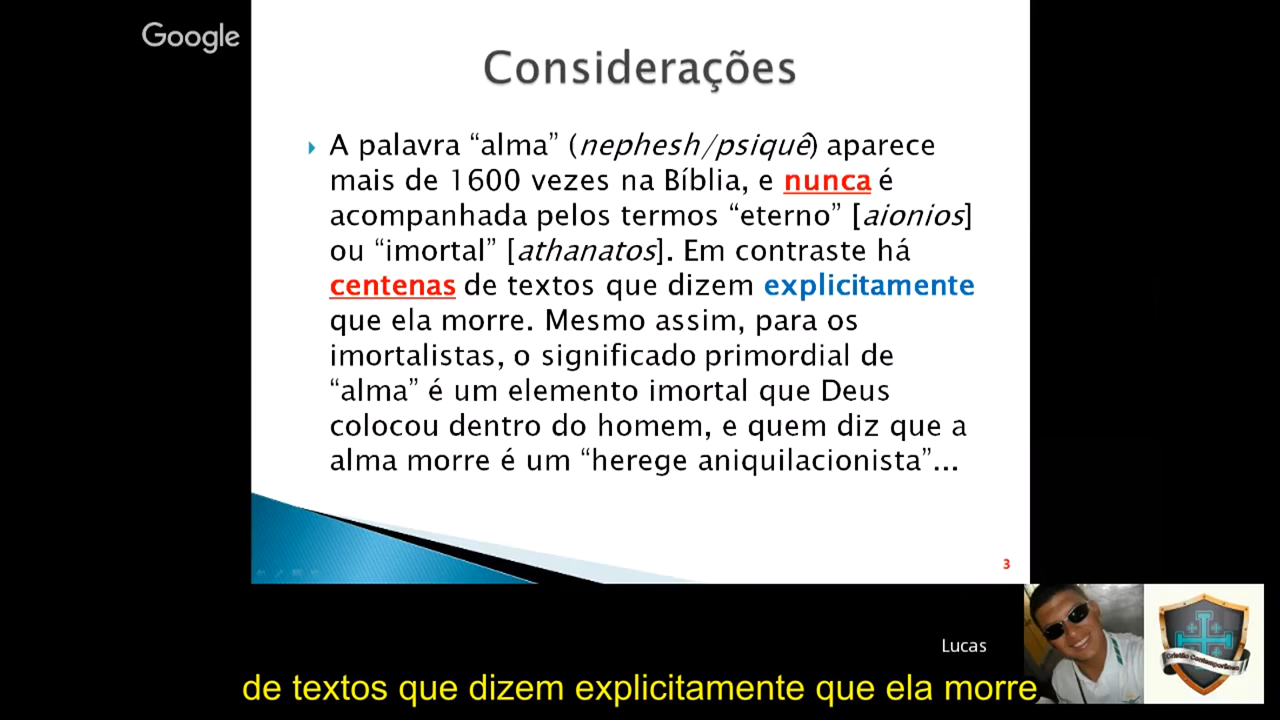 Google
Considerações
A palavra “alma” (nephesh/psiquê) aparece
mais de 1600 vezes na Bíblia, e nunca é
acompanhada pelos termos “eterno” [aionios]
ou “imortal” [athanatos]. Em contraste há
centenas de textos que dizem explicitamente
que ela morre. Mesmo assim, para os
imortalistas, o significado primordial de
“alma” é um elemento imortal que Deus
colocou dentro do homem, e quem diz que a
alma morre é um “herege aniquilacionista”...
3
Lucas
Cristão Contemporâneo
de textos que dizem explicitamente que ela morre